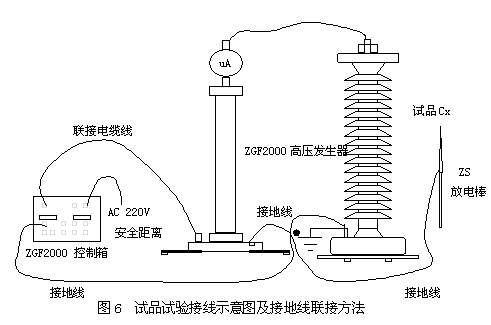 uA
试品Cx
联接电缆线
ZGF2000 高压发生器
ZS
放电棒
AC 220V
接地线
安全距离
ZGF2000 控制箱
接地线
接地线
图 6 试品试验接线示意图及接地线联接方法